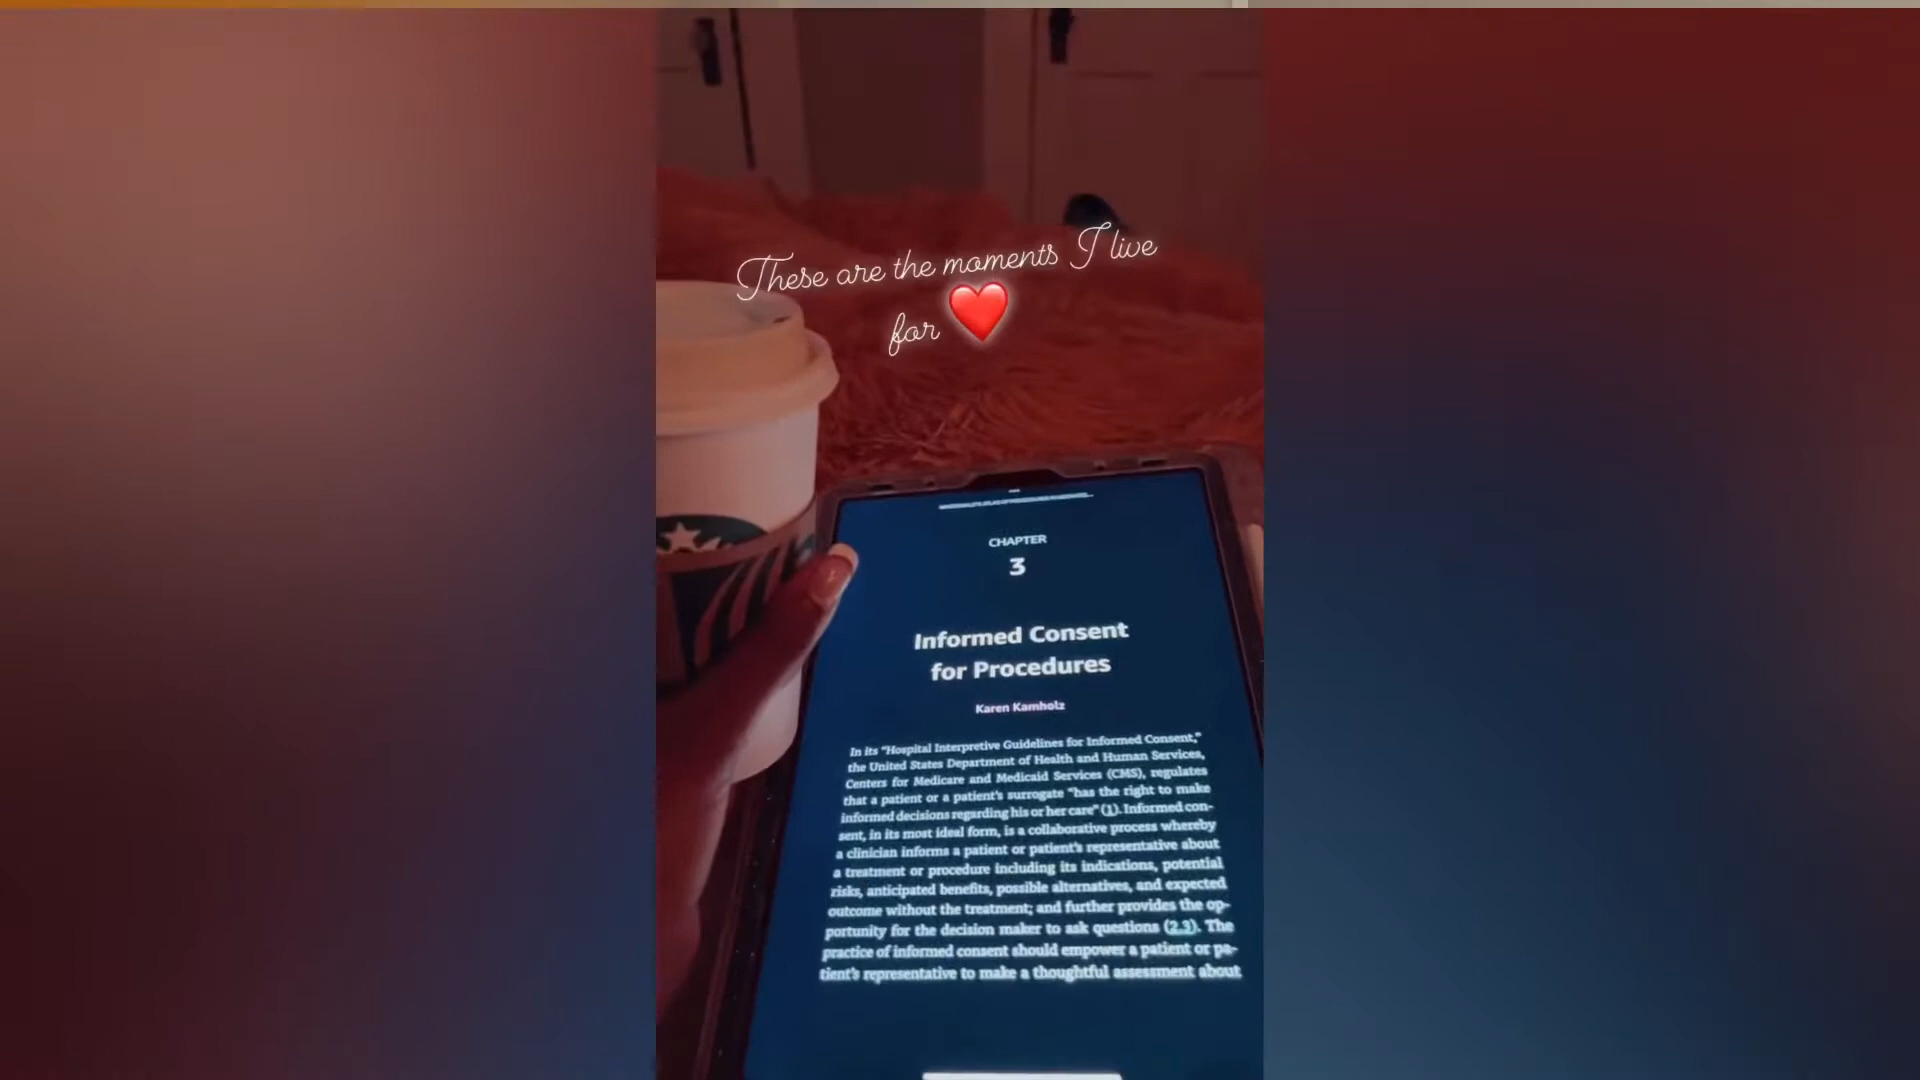 These are the moments I live
for
CHAPTER
3
Informed Consent
for Procedures
Karen Kamholz
In its "Hospital Interpretive Guidelines for Informed Consent,"
the United States Department of Health and Human Services,
Centers for Medicare and Medicaid Services (CMS), regulates
that a patient or a patient's surrogate "has the right to make
informed decisions regarding his or her care" (1). Informed con-
sent, in its most ideal form, is a collaborative process whereby
a clinician informs a patient or patient's representative about
a treatment or procedure including its indications, potential
risks, anticipated benefits, possible alternatives, and expected
outcome without the treatment; and further provides the op-
portunity for the decision maker to ask questions (2,3). The
practice of informed consent should empower a patient or pa-
tient's representative to make a thoughtful assessment about